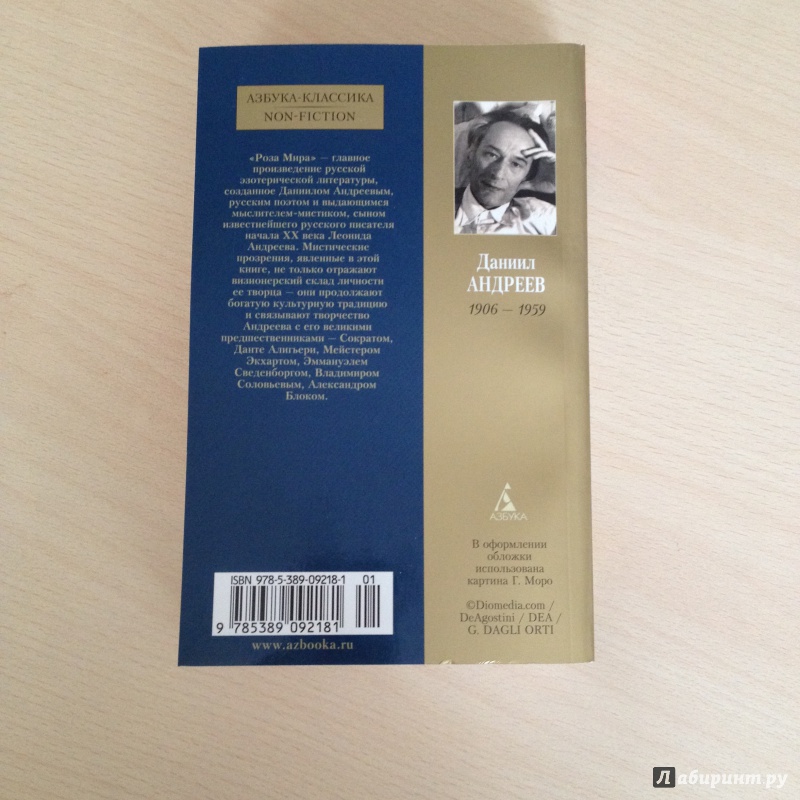 АЗБУКА-КЛАССИКА
NON-FICTION
«Роза Мира» — главное
произведение русской
эзотерической литературы,
созданное Даниилом Андреевым,
русским поэтом и выдающимся
мыслителем-мистиком, сыном
известнейшего русского писателя
начала XX века Леонида
Андреева. Мистические
прозрения, явленные в этой
книге, не только отражают
визионерский склад личности
ее творца — они продолжают
богатую культурную традицию
и связывают творчество
Андреева с его великими
предшественниками — Сократом,
Данте Алигьери, Мейстером
Экхартом, Эммануэлем
Сведенборгом, Владимиром
Соловьевым, Александром
Блоком.
ISBN 978-5-389-09218-1 01
9 785389 092181
www.azbooka.ru
Даниил
АНДРЕЕВ
1906 — 1959
АЗБУКА
В оформлении
обложки
использована
картина Г. Моро
©Diomedia.com /
DeAgostini / DEA /
G. DAGLI ORTI
Лабиринт.ру